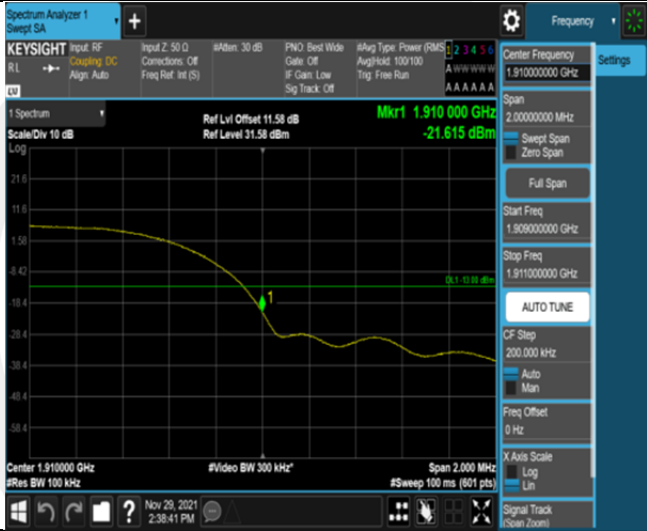 Spectrum Analyzer 1
Swept SA
+
Frequency
KEYSIGHT
Input: RF
Input Z: 50 Ω
#Atten: 30 dB
PNO: Best Wide
#Avg Type: Power (RMS
1 2 3 4 5 6
RL
Coupling: DC
Corrections: Off
Gate: Off
Avg|Hold: 100/100
A W W W W W
Align: Auto
Freq Ref: Int (S)
IF Gain: Low
Trig: Free Run
Sig Track: Off
A A A A A A
LV
1 Spectrum
Scale/Div 10 dB
Ref Lvl Offset 11.58 dB
Ref Level 31.58 dBm
Mkr1 1.910 000 GHz
-21.615 dBm
Log
21.6
11.6
1.58
-8.42
-18.4
-28.4
-38.4
-48.4
-58.4
DL1 -13.00 dBm
1
Center 1.910000 GHz
#Video BW 300 kHz*
Span 2.000 MHz
#Res BW 100 kHz
#Sweep 100 ms (601 pts)
?
Nov 29, 2021
2:38:41 PM
Center Frequency
1.910000000 GHz
Settings
Span
2.00000000 MHz
Swept Span
Zero Span
Full Span
Start Freq
1.909000000 GHz
Stop Freq
1.911000000 GHz
AUTO TUNE
CF Step
200.000 kHz
Auto
Man
Freq Offset
0 Hz
X Axis Scale
Log
Lin
Signal Track
(Span Zoom)